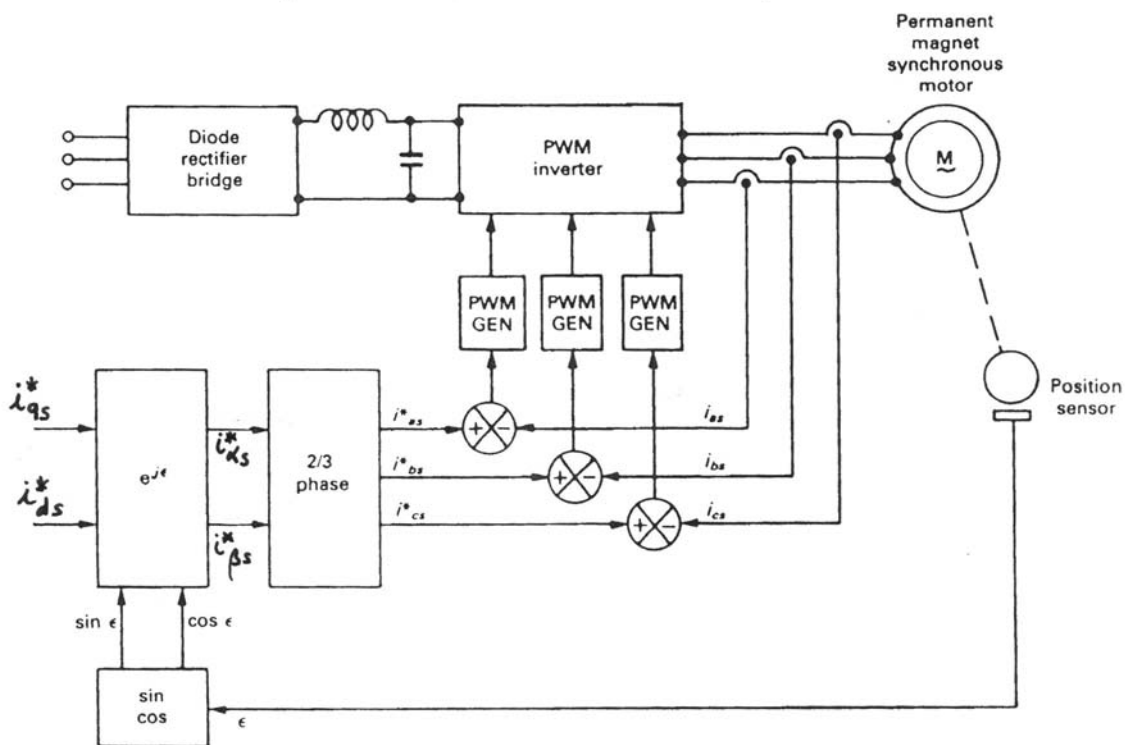 Permanent
magnet
synchronous
motor
Diode
rectifier
bridge
PWM
inverter
M
~
PWM
GEN
PWM
GEN
PWM
GEN
Position
sensor
i*qs
i*ds
e^jϵ
i*αs
i*βs
2/3
phase
i*as
+ −
ias
i*bs
+ −
ibs
i*cs
+ −
ics
sin ϵ
cos ϵ
sin
cos
ϵ